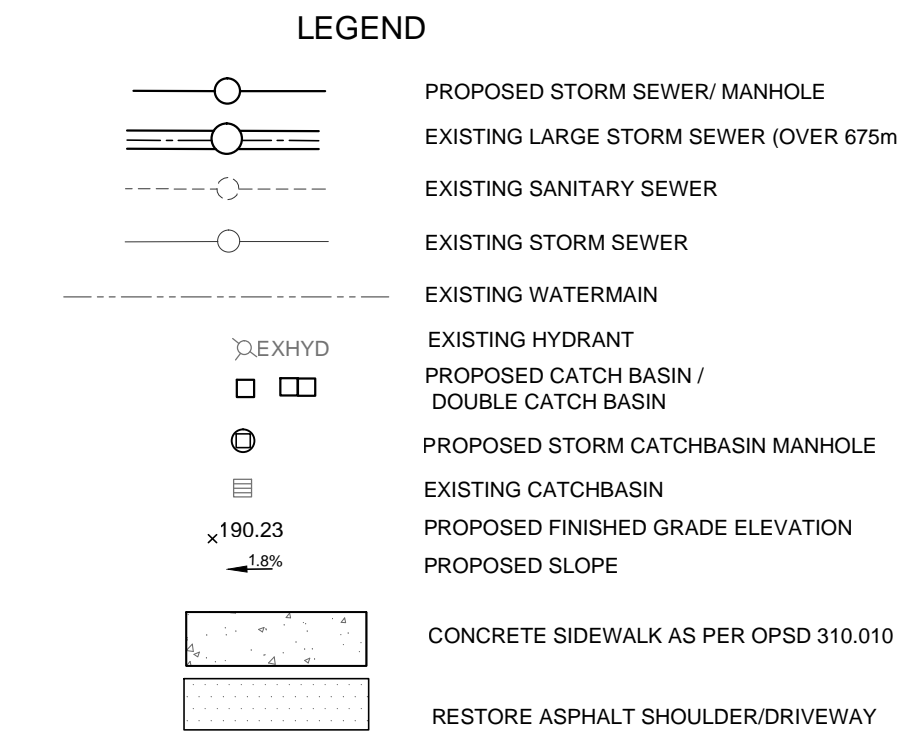 LEGEND
PROPOSED STORM SEWER/ MANHOLE
EXISTING LARGE STORM SEWER (OVER 675m
EXISTING SANITARY SEWER
EXISTING STORM SEWER
EXISTING WATERMAIN
EXHYD EXISTING HYDRANT
PROPOSED CATCH BASIN /
DOUBLE CATCH BASIN
PROPOSED STORM CATCHBASIN MANHOLE
EXISTING CATCHBASIN
×190.23 PROPOSED FINISHED GRADE ELEVATION
1.8% PROPOSED SLOPE
CONCRETE SIDEWALK AS PER OPSD 310.010
RESTORE ASPHALT SHOULDER/DRIVEWAY